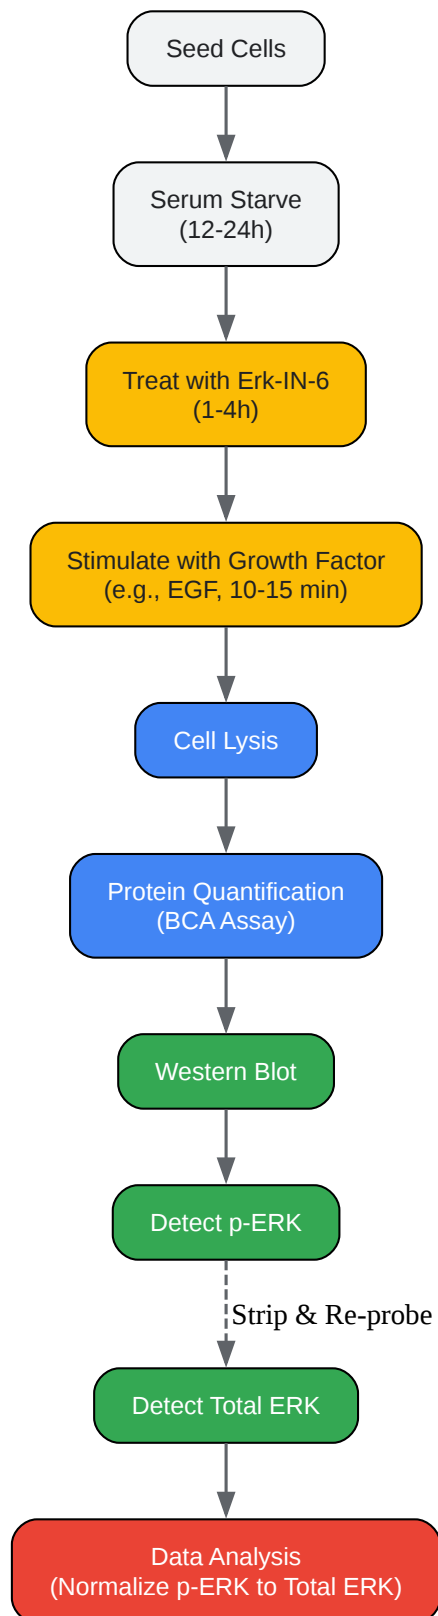 Seed Cells
Serum Starve
(12-24h)
Treat with Erk-IN-6
(1-4h)
Stimulate with Growth Factor
(e.g., EGF, 10-15 min)
Cell Lysis
Protein Quantification
(BCA Assay)
Western Blot
Detect p-ERK
Strip & Re-probe
Detect Total ERK
Data Analysis
(Normalize p-ERK to Total ERK)